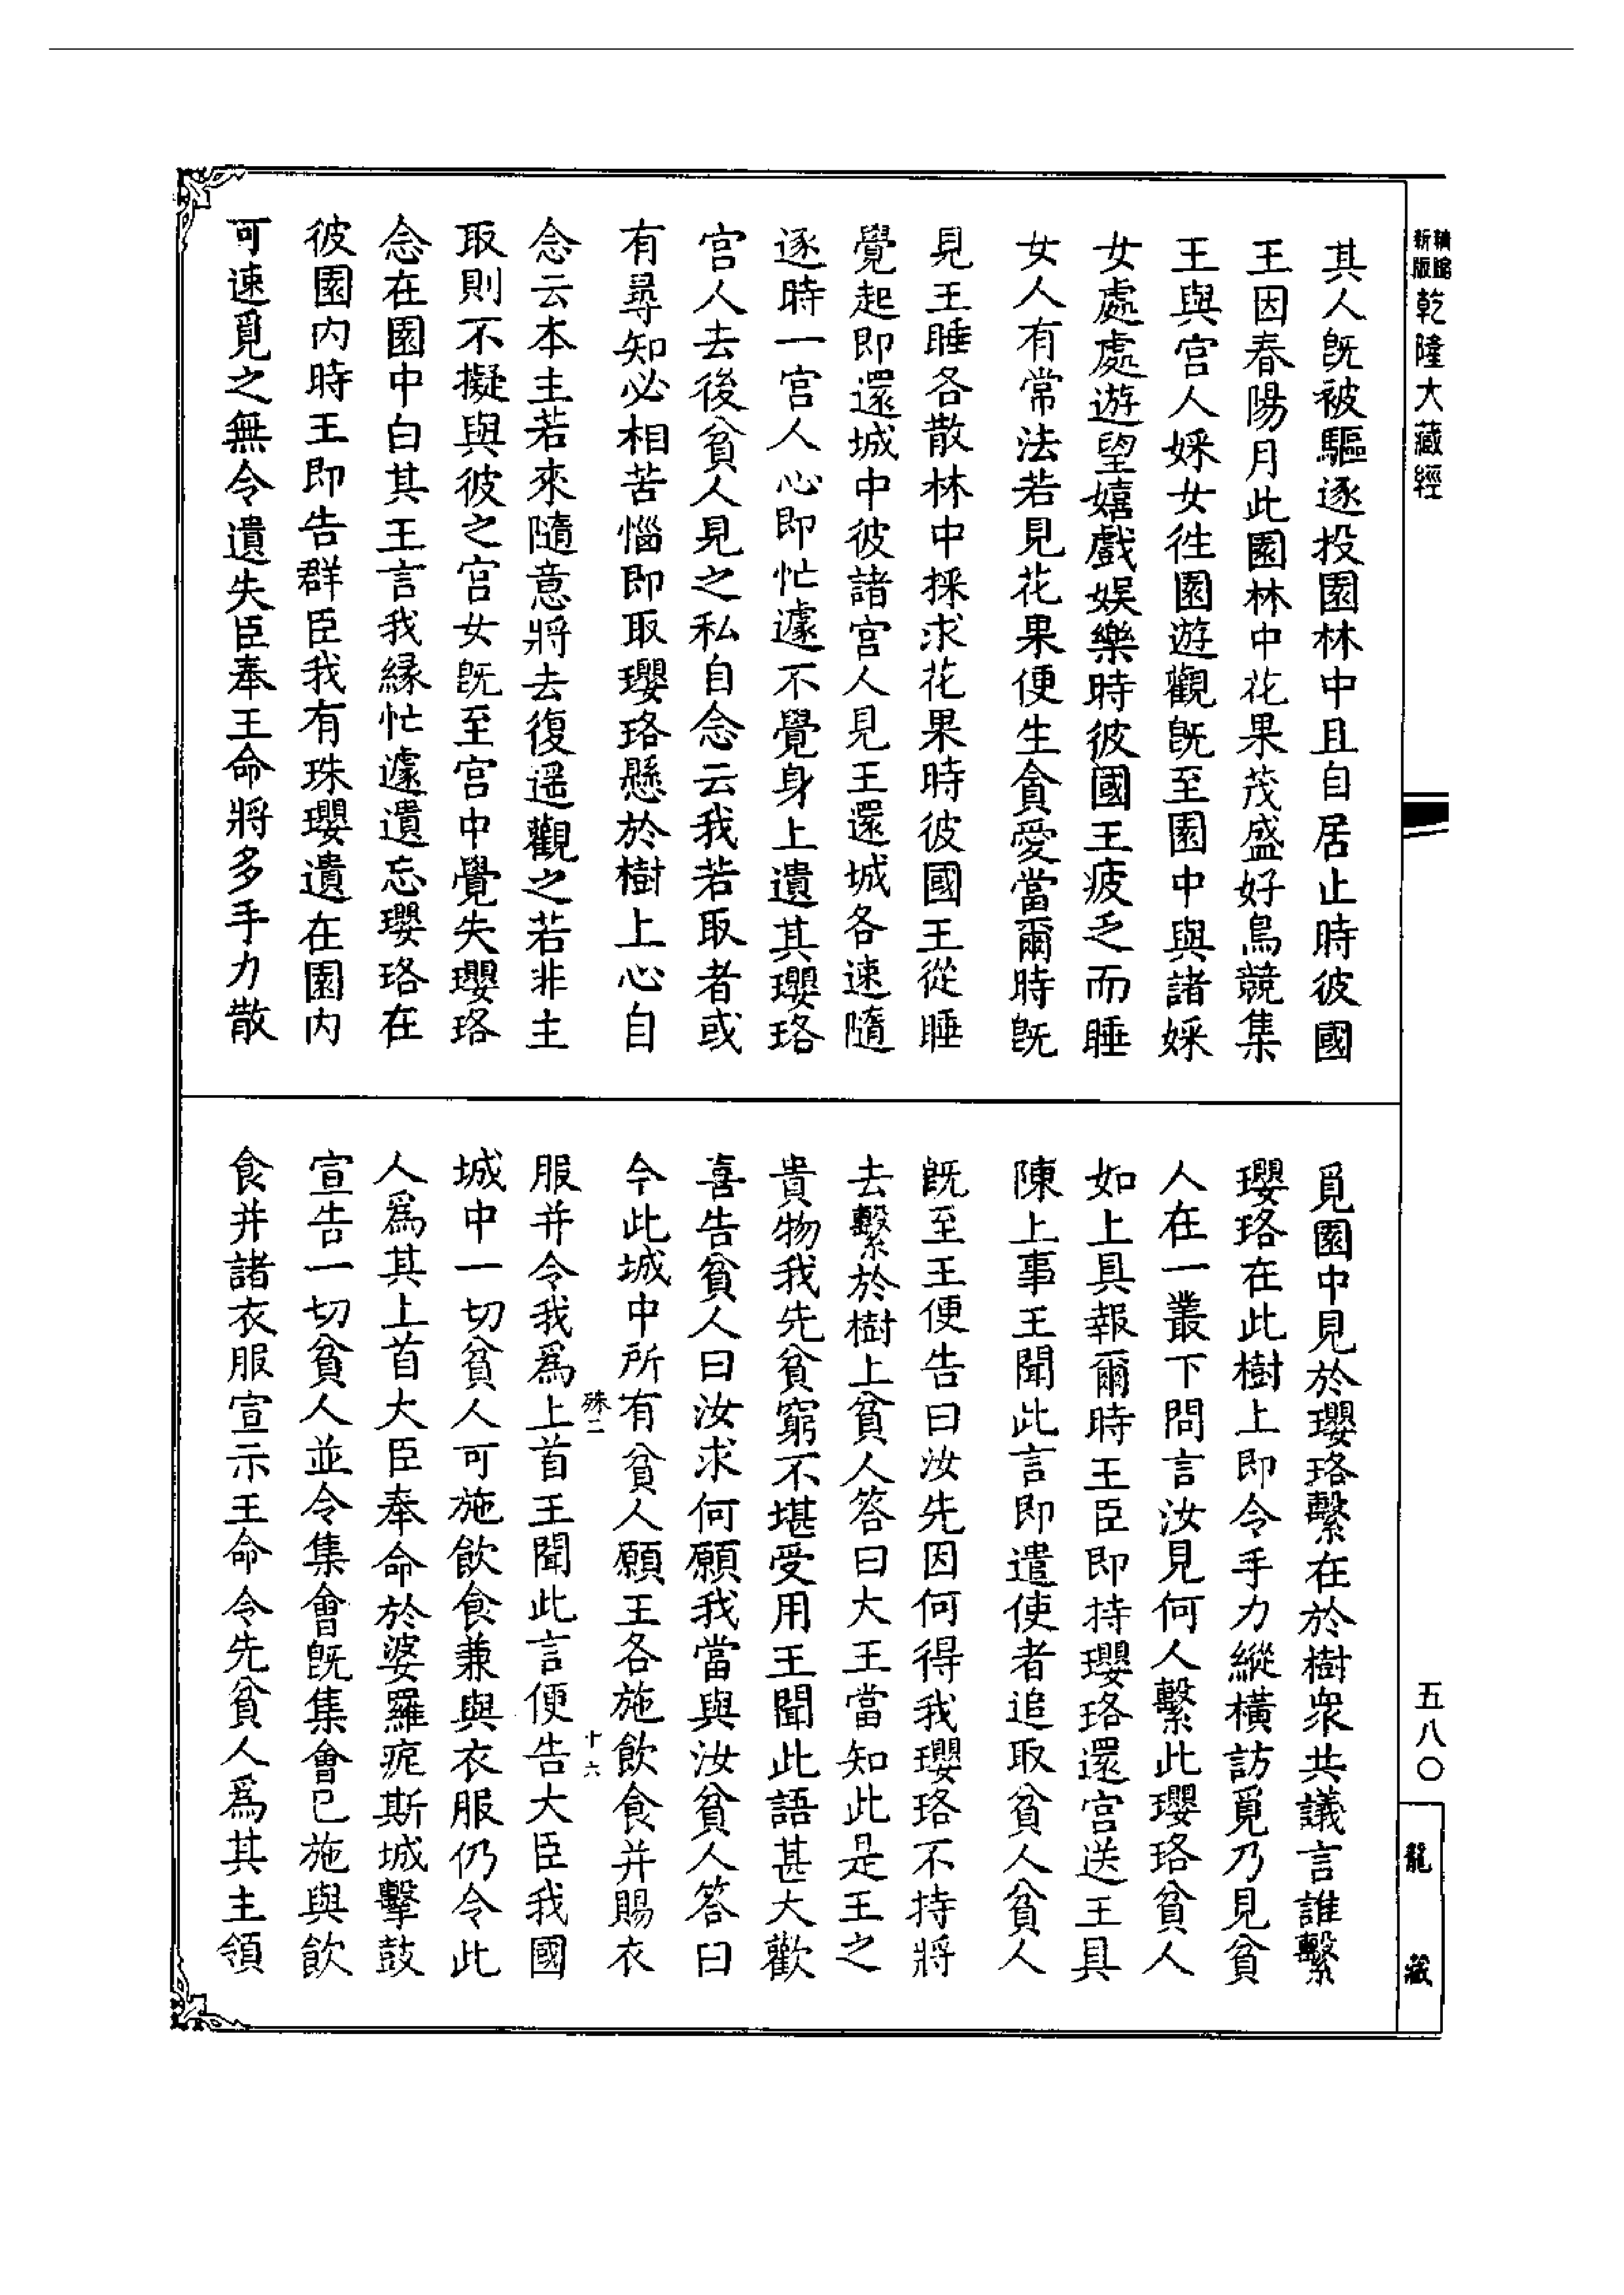 新版
精縮
乾隆大藏經
其人旣被驅逐投園林中且自居止時彼國
王因春陽月此園林中花果茂盛好鳥競集
王與宮人婇女往園遊觀旣至園中與諸婇
女處處遊望嬉戲娛樂時彼國王疲乏而睡
女人有常法若見花果便生貪愛當爾時旣
見王睡各散林中採求花果時彼國王從睡
覺起即還城中彼諸宮人見王還城各速隨
逐時一宮人心即忙遽不覺身上遺其瓔珞
宮人去後貧人見之私自念云我若取者或
有尋知必相苦惱即取瓔珞懸於樹上心自
念云本主若來隨意將去復遥觀之若非主
取則不擬與彼之宮女旣至宮中覺失瓔珞
念在園中白其王言我縁忙遽遺忘瓔珞在
彼園内時王即告群臣我有珠瓔遺在園内
可速覓之無令遺失臣奉王命將多手力散
覓園中見於瓔珞繫在於樹衆共議言誰繫
瓔珞在此樹上即令手力縱橫訪覓乃見貧
人在一叢下問言汝見何人繫此瓔珞貧人
如上具報爾時王臣即持瓔珞還宮送王具
陳上事王聞此言即遣使者追取貧人貧人
旣至王便告曰汝先因何得我瓔珞不持將
去繫於樹上貧人答曰大王當知此是王之
貴物我先貧窮不堪受用王聞此語甚大歡
喜告貧人曰汝求何願我當與汝貧人答曰
今此城中所有貧人願王各施飲食并賜衣
殊二
十六
服并令我爲上首王聞此言便告大臣我國
城中一切貧人可施飲食兼與衣服仍令此
人爲其上首大臣奉命於婆羅痆斯城擊鼓
宣告一切貧人並令集會旣集會已施與飲
食并諸衣服宣示王命令先貧人爲其主領
五八〇
龍藏